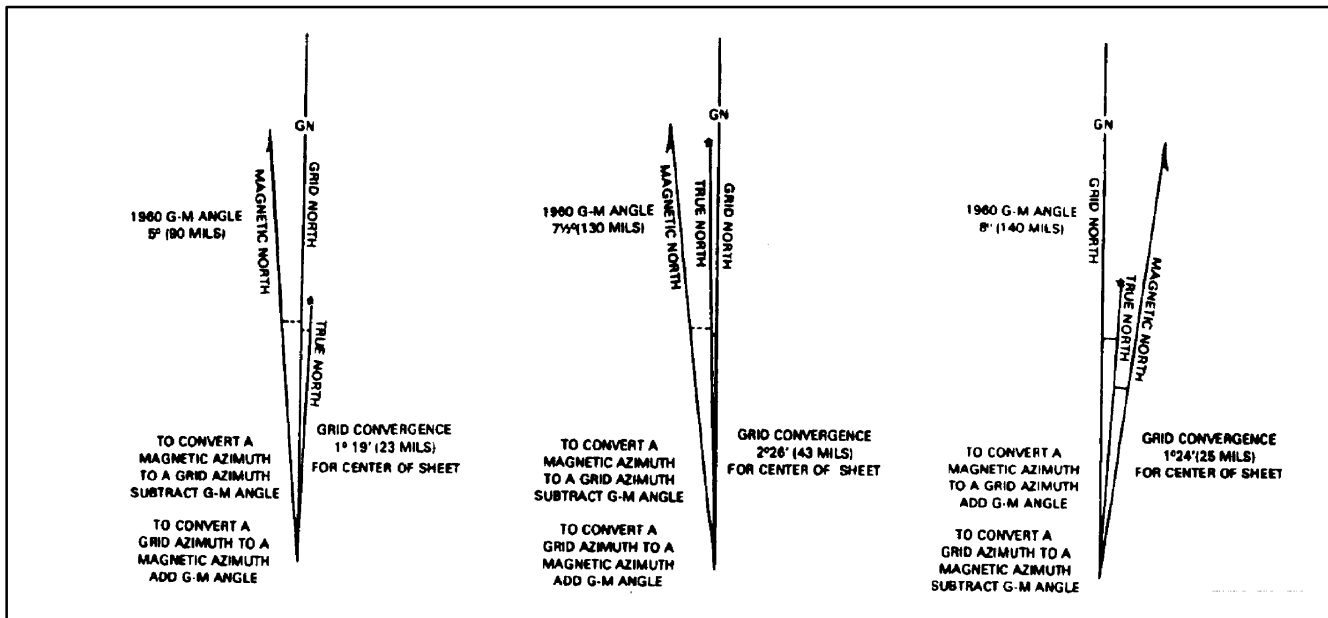 GN
MAGNETIC NORTH
GRID NORTH
1960 G-M ANGLE
5° (90 MILS)
TRUE NORTH
GRID CONVERGENCE
1° 19' (23 MILS)
FOR CENTER OF SHEET
TO CONVERT A
MAGNETIC AZIMUTH
TO A GRID AZIMUTH
SUBTRACT G-M ANGLE
TO CONVERT A
GRID AZIMUTH TO A
MAGNETIC AZIMUTH
ADD G-M ANGLE
GN
MAGNETIC NORTH
TRUE NORTH
GRID NORTH
1960 G-M ANGLE
7½° (130 MILS)
GRID CONVERGENCE
2°26' (43 MILS)
FOR CENTER OF SHEET
TO CONVERT A
MAGNETIC AZIMUTH
TO A GRID AZIMUTH
SUBTRACT G-M ANGLE
TO CONVERT A
GRID AZIMUTH TO A
MAGNETIC AZIMUTH
ADD G-M ANGLE
GN
GRID NORTH
1960 G-M ANGLE
8° (140 MILS)
TRUE NORTH
MAGNETIC NORTH
GRID CONVERGENCE
1°24' (25 MILS)
FOR CENTER OF SHEET
TO CONVERT A
MAGNETIC AZIMUTH
TO A GRID AZIMUTH
ADD G-M ANGLE
TO CONVERT A
GRID AZIMUTH TO A
MAGNETIC AZIMUTH
SUBTRACT G-M ANGLE